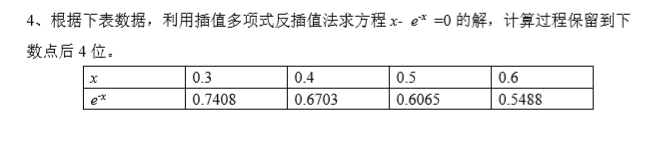 4、根据下表数据，利用插值多项式反插值法求方程 x- eˣ =0 的解，计算过程保留到下
数点后 4 位。
x 0.3 0.4 0.5 0.6
e⁻ˣ 0.7408 0.6703 0.6065 0.5488